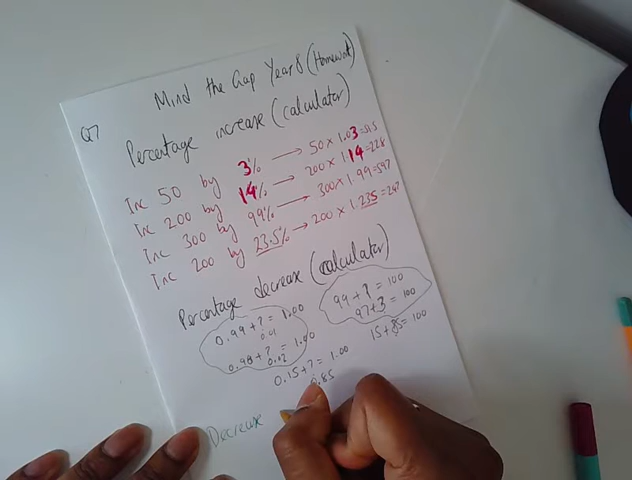 Mind the Gap Year 8 (Homework)
Q7
Percentage increase (calculator)
Inc 50 by 3% → 50 × 1.03 = 51.5
Inc 200 by 14% → 200 × 1.14 = 228
Inc 300 by 99% → 300 × 1.99 = 597
Inc 200 by 23.5% → 200 × 1.235 = 247
Percentage decrease (calculator)
0.99 + ? = 1.00
0.01
0.98 + ? = 1.00
0.02
99 + ? = 100
97 + 3 = 100
0.15 + ? = 1.00
0.85
15 + 85 = 100
Decrease